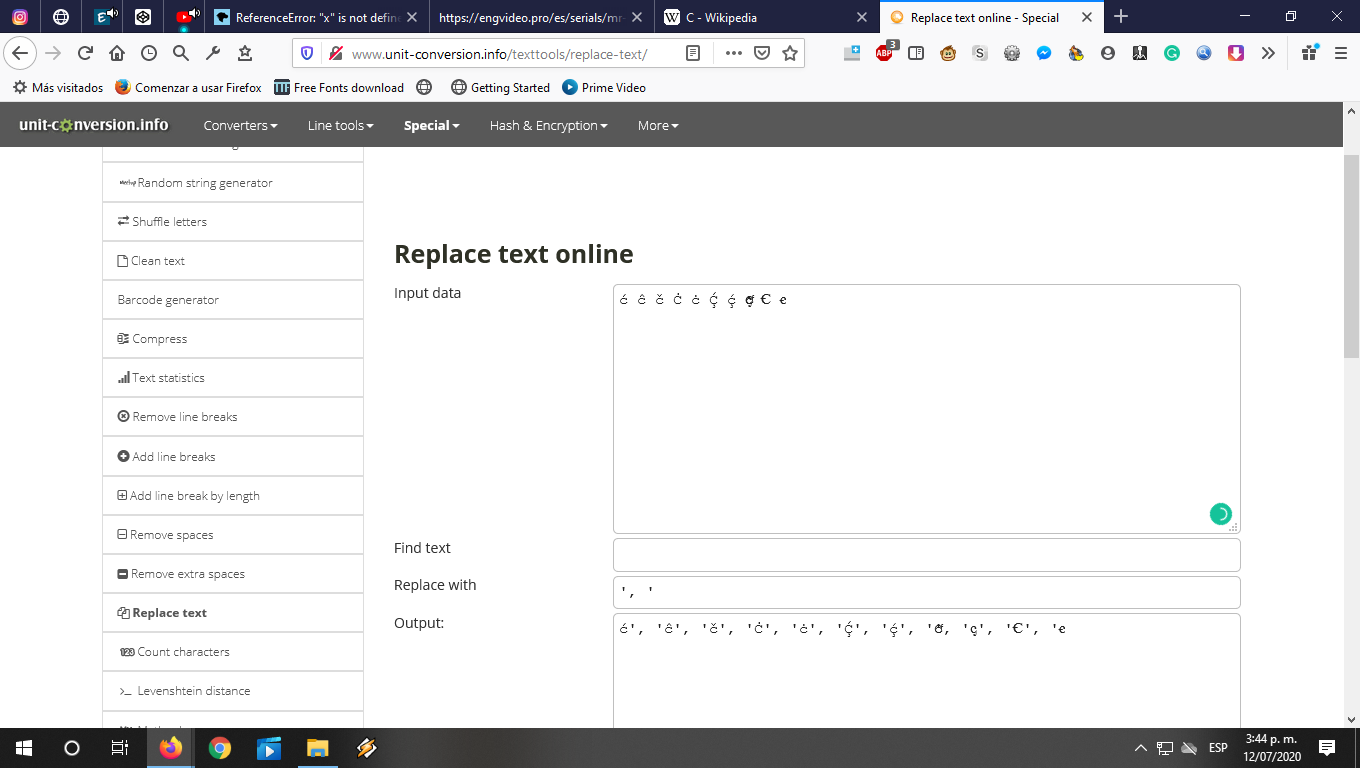 ReferenceError: "x" is not define
https://engvideo.pro/es/serials/mr-
C - Wikipedia
Replace text online - Special
www.unit-conversion.info/texttools/replace-text/
ABP 3
S
Más visitados
Comenzar a usar Firefox
Free Fonts download
Getting Started
Prime Video
unit-conversion.info
Converters
Line tools
Special
Hash & Encryption
More
Random string generator
Shuffle letters
Clean text
Barcode generator
Compress
Text statistics
Remove line breaks
Add line breaks
Add line break by length
Remove spaces
Remove extra spaces
Replace text
Count characters
Levenshtein distance
Replace text online
Input data
ć ĉ č Ċ ċ Ḉ ḉ
Find text
Replace with
', '
Output:
ć', 'ĉ', 'č', 'Ċ', 'ċ', 'Ḉ', 'ḉ',
ESP
3:44 p. m.
12/07/2020